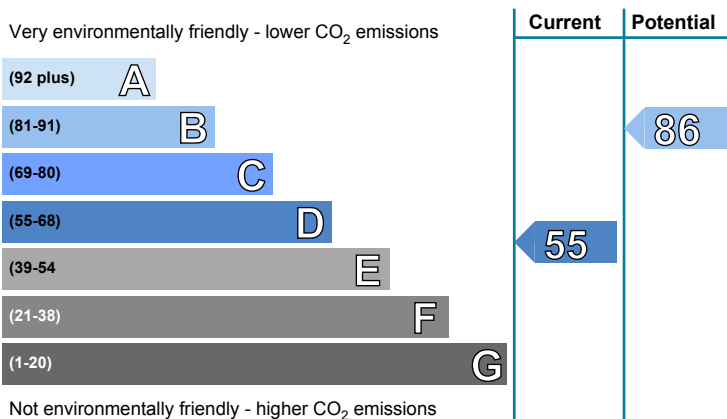 Very environmentally friendly - lower CO2 emissions
Current
Potential
(92 plus) A
(81-91) B
86
(69-80) C
(55-68) D
55
(39-54 E
(21-38) F
(1-20) G
Not environmentally friendly - higher CO2 emissions